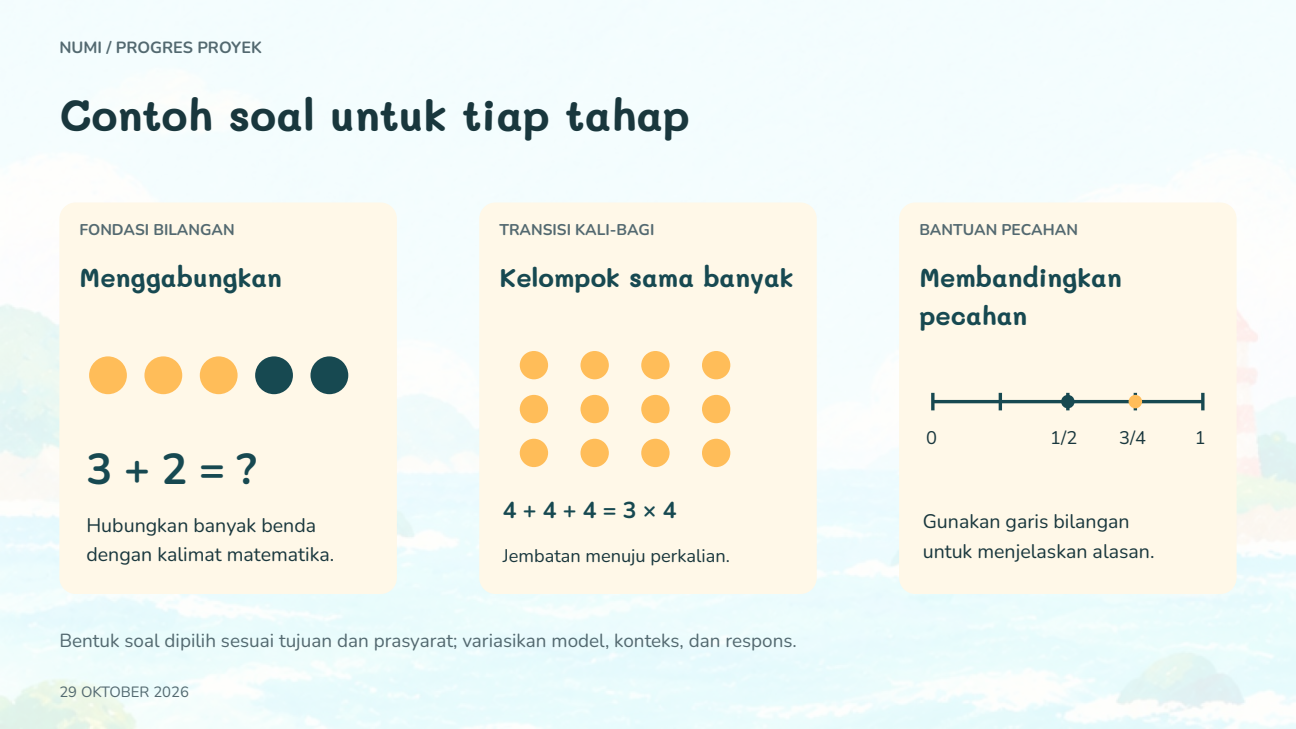 NUMI / PROGRES PROYEK
Contoh soal untuk tiap tahap
FONDASI BILANGAN
Menggabungkan
3 + 2 = ?
Hubungkan banyak benda
dengan kalimat matematika.
TRANSISI KALI-BAGI
Kelompok sama banyak
4 + 4 + 4 = 3 × 4
Jembatan menuju perkalian.
BANTUAN PECAHAN
Membandingkan
pecahan
0 1/2 3/4 1
Gunakan garis bilangan
untuk menjelaskan alasan.
Bentuk soal dipilih sesuai tujuan dan prasyarat; variasikan model, konteks, dan respons.
29 OKTOBER 2026